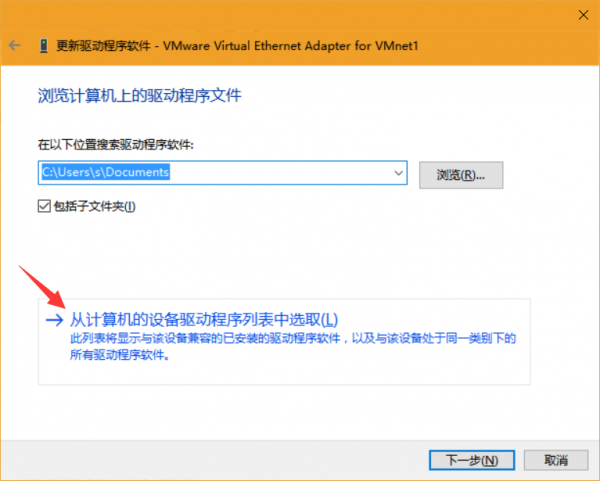 更新驱动程序软件 - VMware Virtual Ethernet Adapter for VMnet1
浏览计算机上的驱动程序文件
在以下位置搜索驱动程序软件:
C:\Users\s\Documents
浏览(R)...
包括子文件夹(I)
从计算机的设备驱动程序列表中选取(L)
此列表将显示与该设备兼容的已安装的驱动程序软件，以及与该设备处于同一类别下的
所有驱动程序软件。
下一步(N)
取消